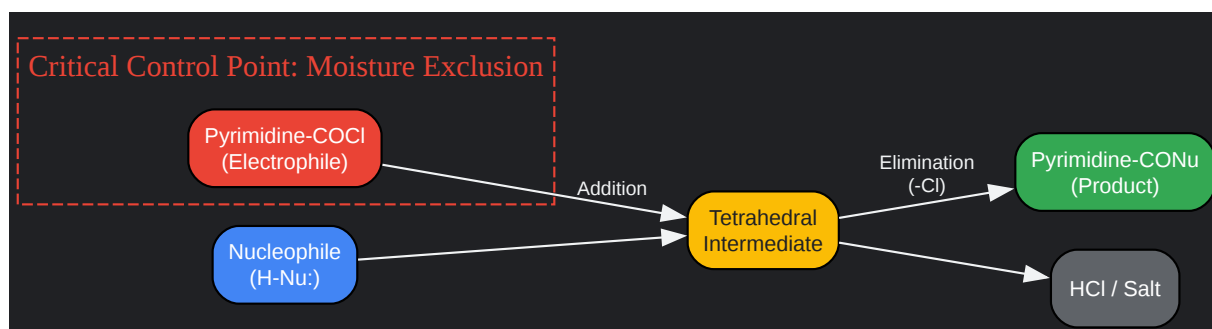 Critical Control Point: Moisture Exclusion
Pyrimidine-COCl
(Electrophile)
Nucleophile
(H-Nu:)
Addition
Tetrahedral
Intermediate
Elimination
(-Cl)
Pyrimidine-CONu
(Product)
HCl / Salt